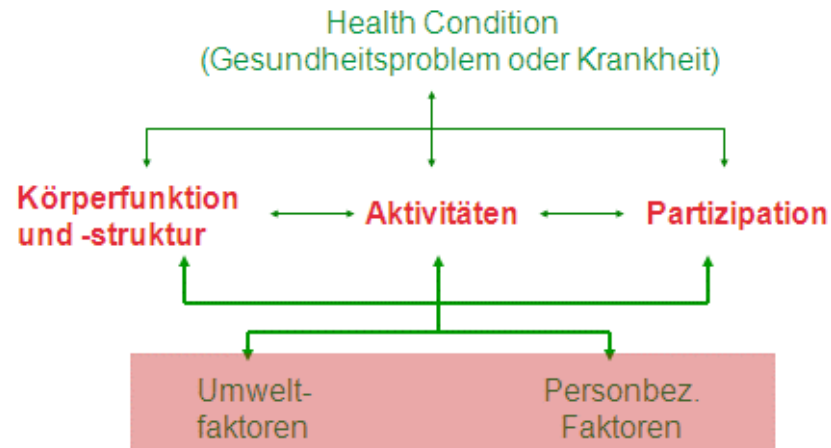 Health Condition
(Gesundheitsproblem oder Krankheit)
Körperfunktion
und -struktur
Aktivitäten
Partizipation
Umwelt-
faktoren
Personbez.
Faktoren